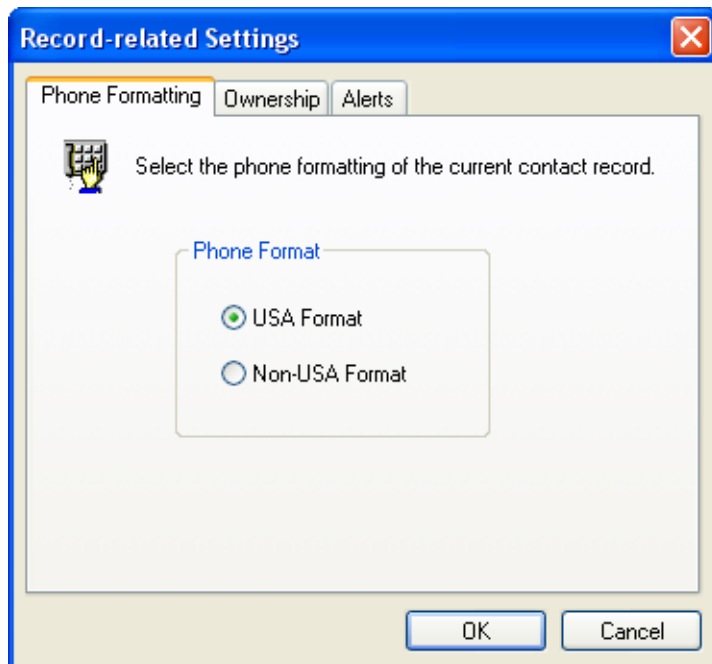 Record-related Settings
Phone Formatting Ownership Alerts
Select the phone formatting of the current contact record.
Phone Format
USA Format
Non-USA Format
OK Cancel